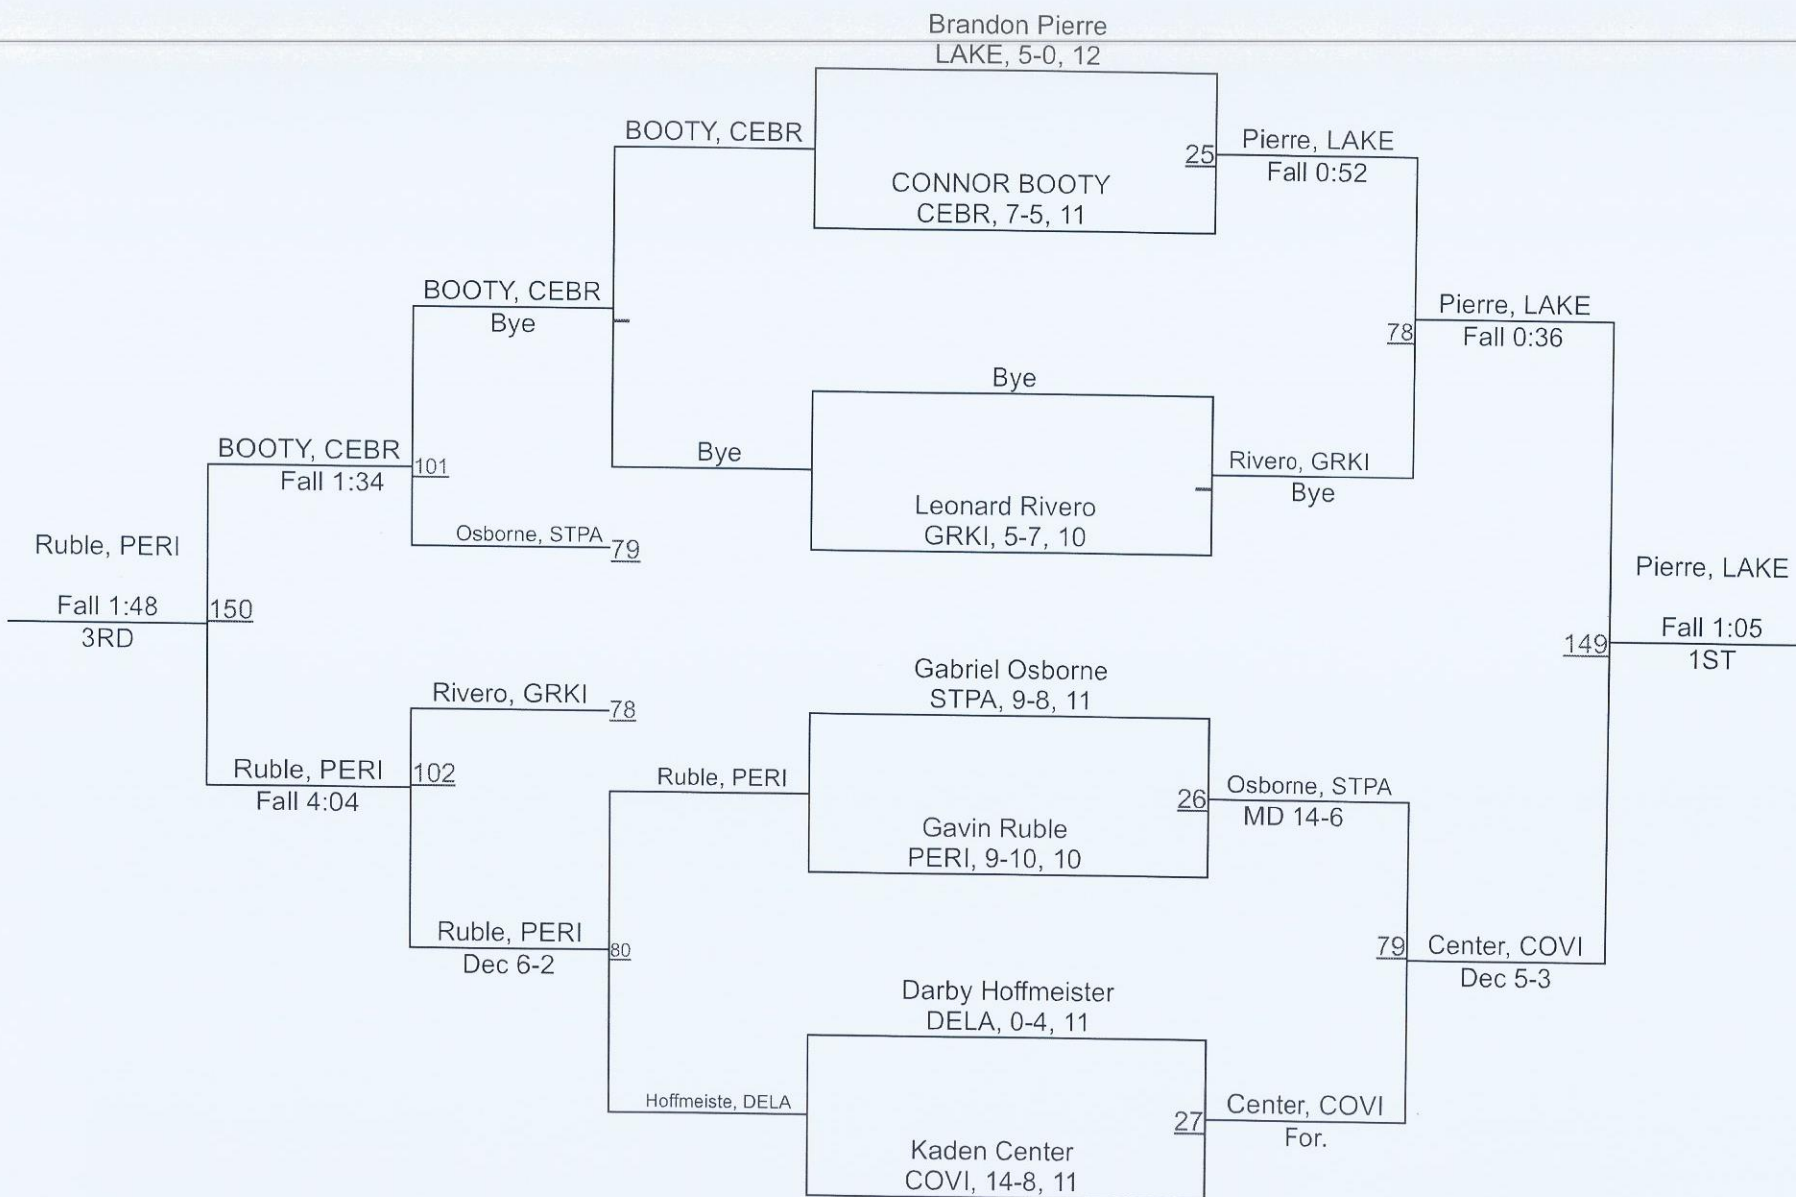 Brandon Pierre
LAKE, 5-0, 12
BOOTY, CEBR
25
Pierre, LAKE
Fall 0:52
CONNOR BOOTY
CEBR, 7-5, 11
BOOTY, CEBR
Bye
Pierre, LAKE
78
Fall 0:36
Bye
BOOTY, CEBR
101
Fall 1:34
Bye
Rivero, GRKI
Bye
Leonard Rivero
GRKI, 5-7, 10
Osborne, STPA
79
Ruble, PERI
Fall 1:48
150
3RD
Pierre, LAKE
149
Fall 1:05
1ST
Gabriel Osborne
STPA, 9-8, 11
Rivero, GRKI
78
Ruble, PERI
102
Fall 4:04
Ruble, PERI
26
Osborne, STPA
MD 14-6
Gavin Ruble
PERI, 9-10, 10
Ruble, PERI
80
Dec 6-2
79
Center, COVI
Dec 5-3
Darby Hoffmeister
DELA, 0-4, 11
Hoffmeiste, DELA
27
Center, COVI
For.
Kaden Center
COVI, 14-8, 11